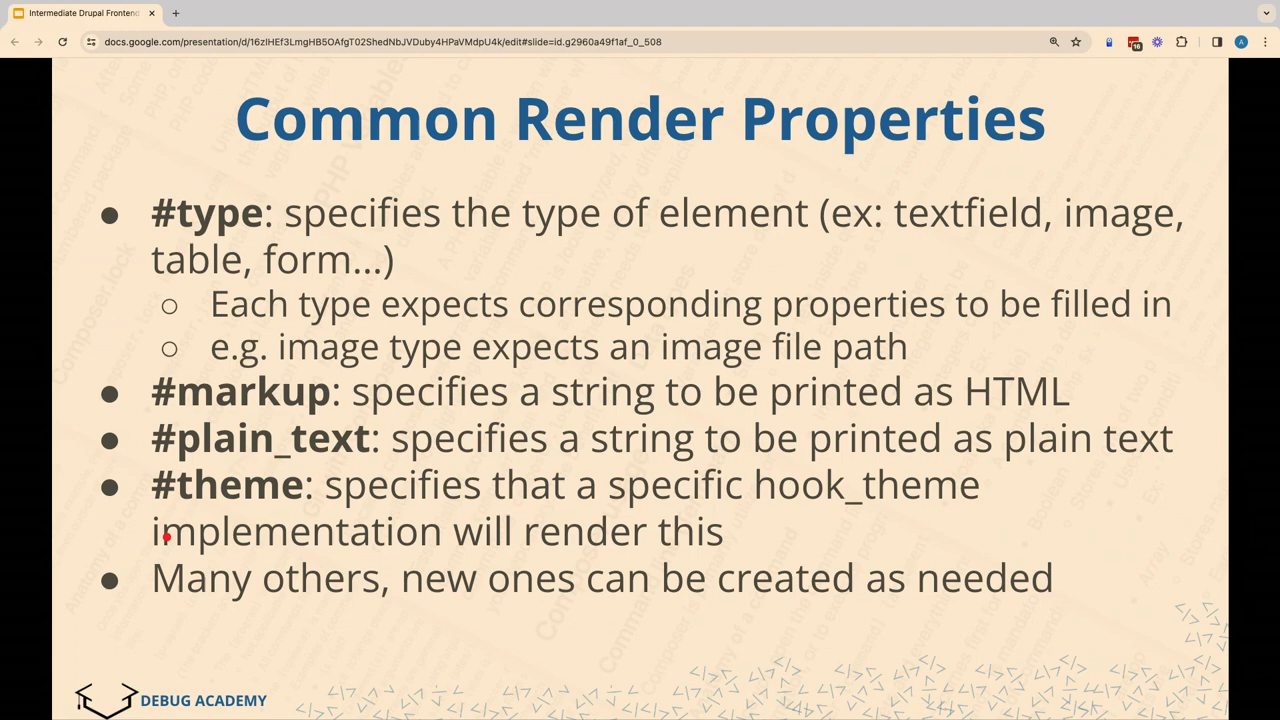 Intermediate Drupal Frontend
docs.google.com/presentation/d/16zlHEf3LmgHB5OAfgT02ShedNbJVDuby4HPaVMdpU4k/edit#slide=id.g2960a49f1af_0_508
16
A
Common Render Properties
● #type: specifies the type of element (ex: textfield, image,
table, form...)
○ Each type expects corresponding properties to be filled in
○ e.g. image type expects an image file path
● #markup: specifies a string to be printed as HTML
● #plain_text: specifies a string to be printed as plain text
● #theme: specifies that a specific hook_theme
implementation will render this
● Many others, new ones can be created as needed
DEBUG ACADEMY